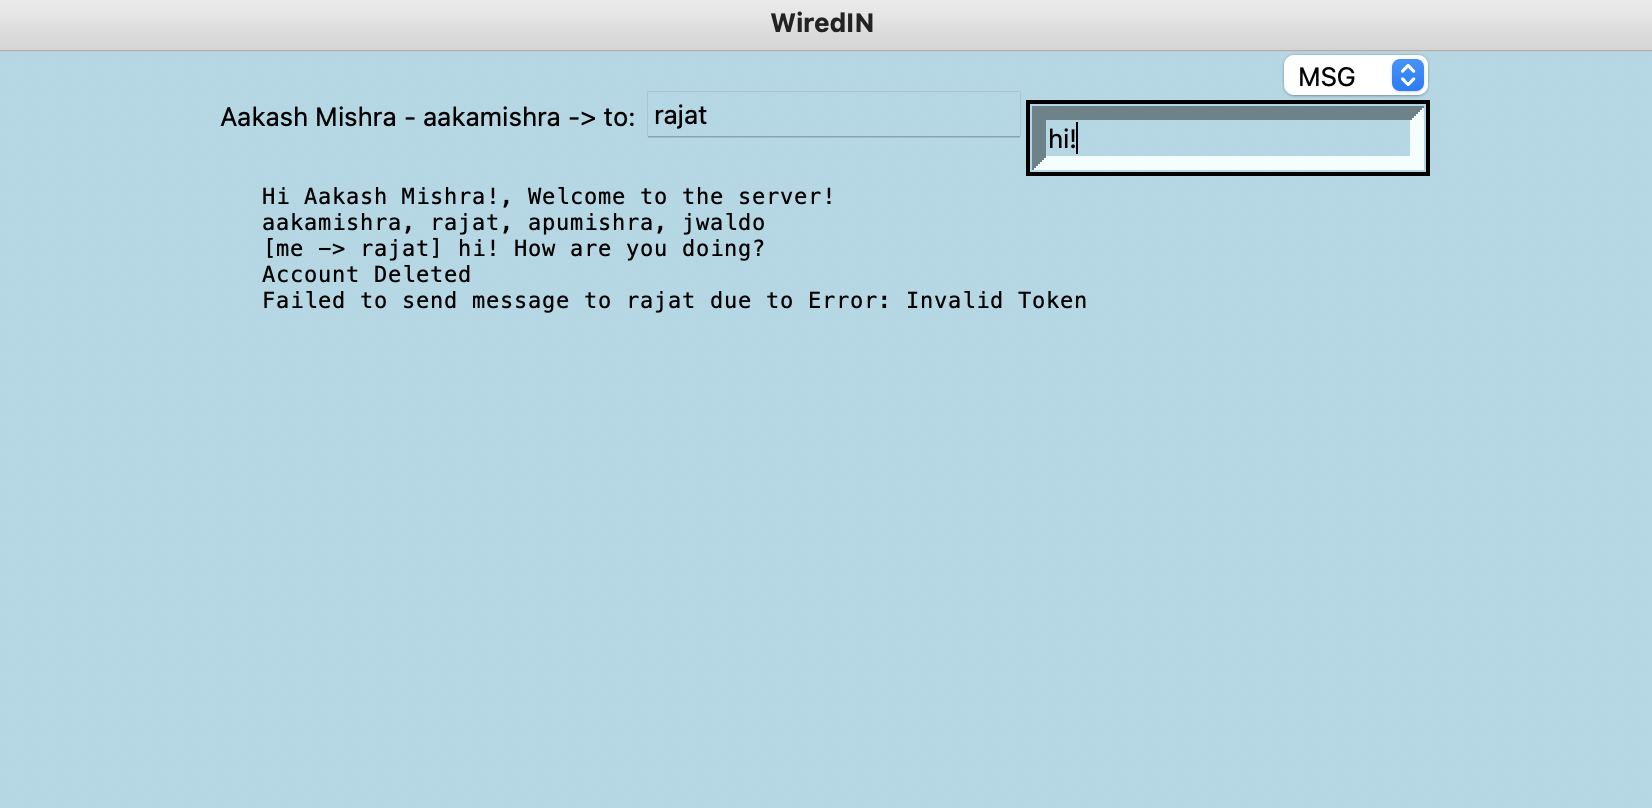 WiredIN
MSG
Aakash Mishra - aakamishra -> to: rajat
hi!
Hi Aakash Mishra!, Welcome to the server!
aakamishra, rajat, apumishra, jwaldo
[me -> rajat] hi! How are you doing?
Account Deleted
Failed to send message to rajat due to Error: Invalid Token